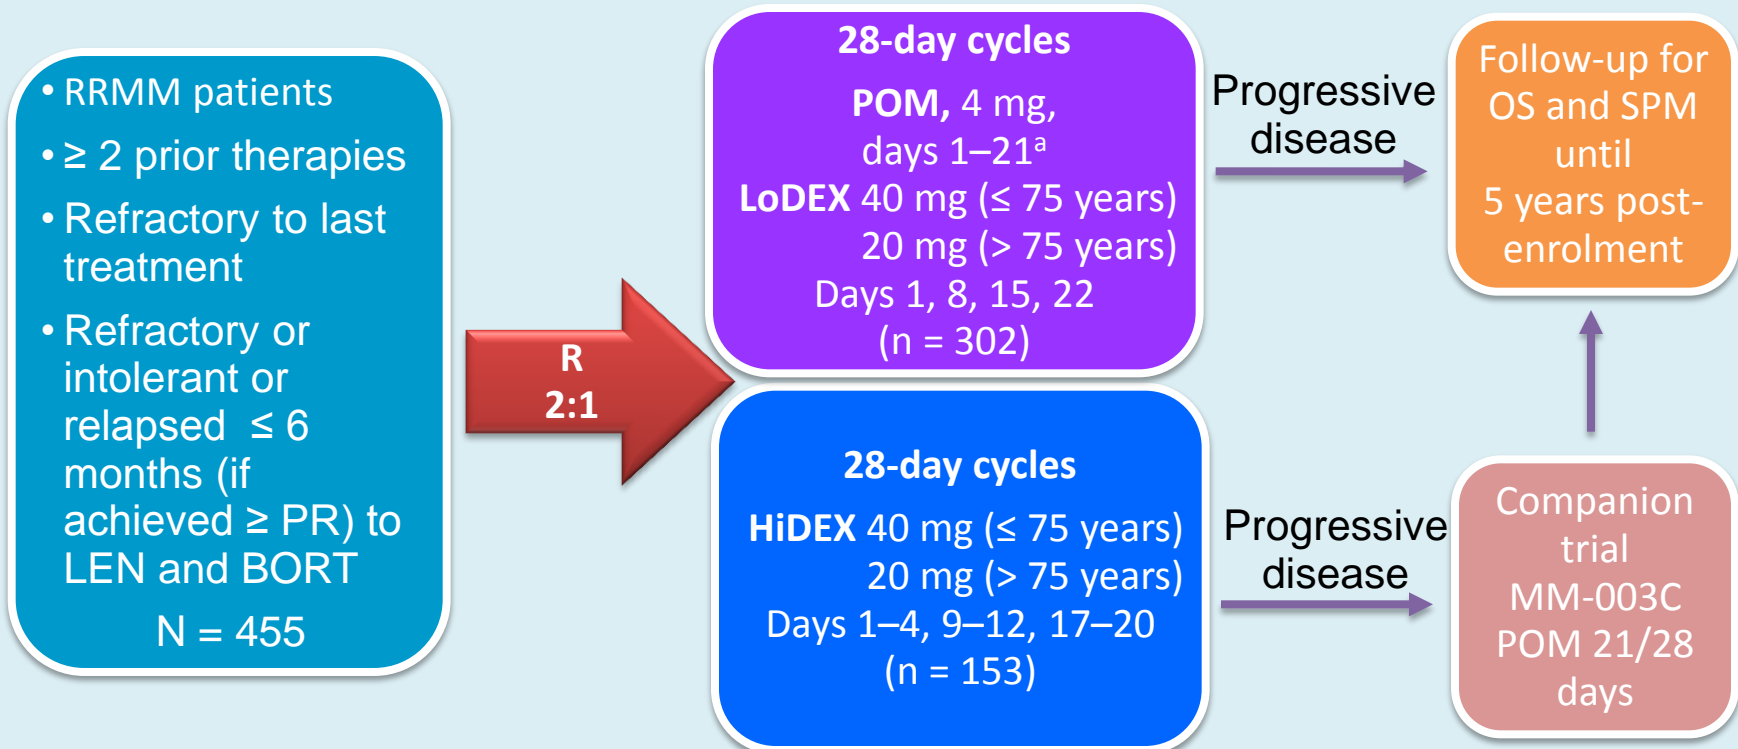 • RRMM patients
• ≥ 2 prior therapies
• Refractory to last
treatment
• Refractory or
intolerant or
relapsed ≤ 6
months (if
achieved ≥ PR) to
LEN and BORT
N = 455
R
2:1
28-day cycles
POM, 4 mg,
days 1–21ª
LoDEX 40 mg (≤ 75 years)
20 mg (> 75 years)
Days 1, 8, 15, 22
(n = 302)
Progressive
disease
Follow-up for
OS and SPM
until
5 years post-
enrolment
28-day cycles
HiDEX 40 mg (≤ 75 years)
20 mg (> 75 years)
Days 1–4, 9–12, 17–20
(n = 153)
Progressive
disease
Companion
trial
MM-003C
POM 21/28
days